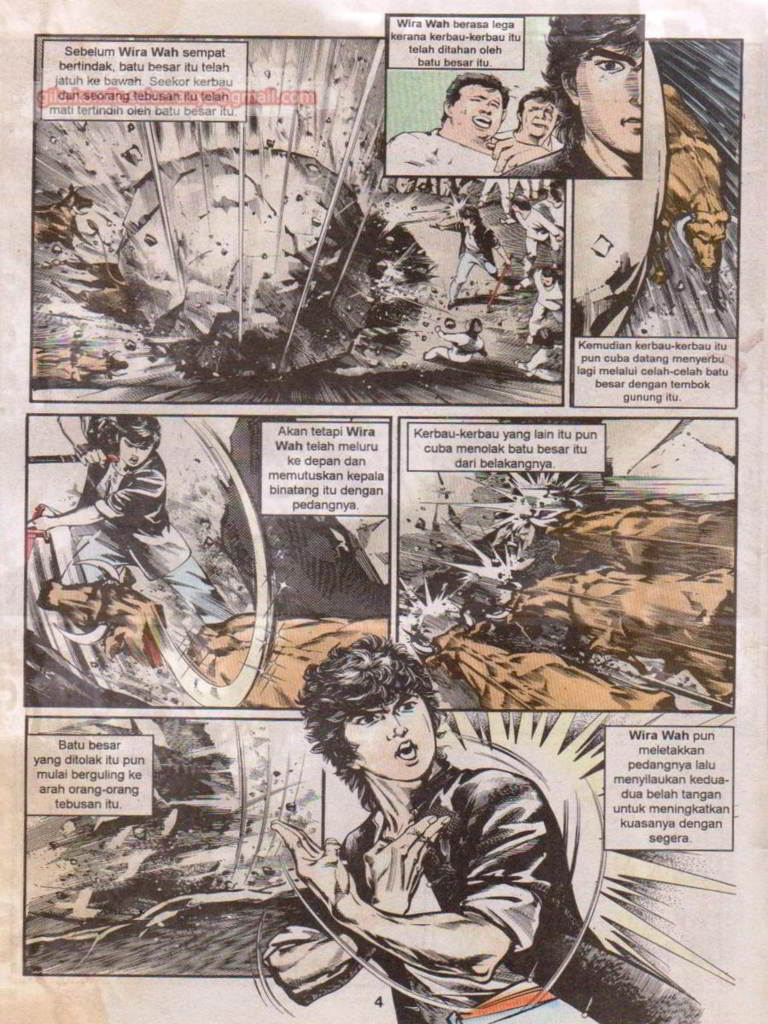 Sebelum Wira Wah sempat
bertindak, batu besar itu telah
jatuh ke bawah. Seekor kerbau
dan seorang tebusan itu telah
mati tertindih oleh batu besar itu.
Wira Wah berasa lega
kerana kerbau-kerbau itu
telah ditahan oleh
batu besar itu.
Kemudian kerbau-kerbau itu
pun cuba datang menyerbu
lagi melalui celah-celah batu
besar dengan tembok
gunung itu.
Akan tetapi Wira
Wah telah meluru
ke depan dan
memutuskan kepala
binatang itu dengan
pedangnya.
Kerbau-kerbau yang lain itu pun
cuba menolak batu besar itu
dari belakangnya.
Batu besar
yang ditolak itu pun
mulai berguling ke
arah orang-orang
tebusan itu.
Wira Wah pun
meletakkan
pedangnya lalu
menyilaukan kedua-
dua belah tangan
untuk meningkatkan
kuasanya dengan
segera.
4